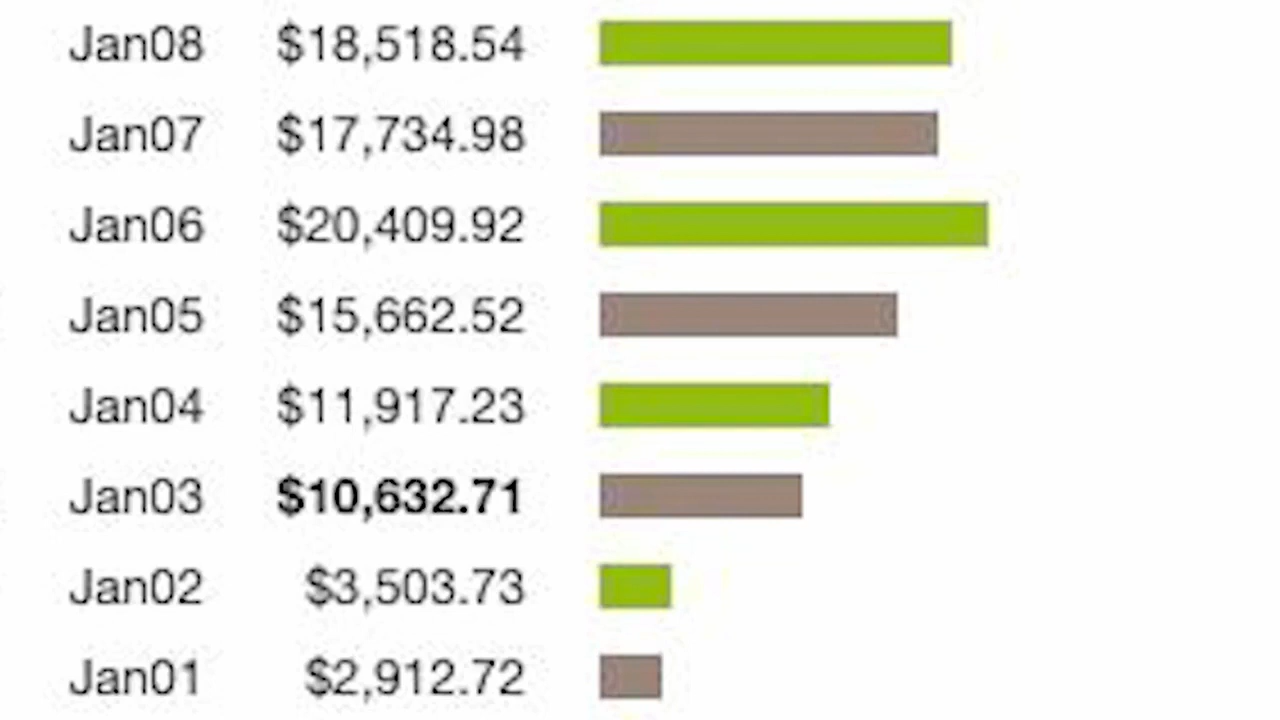 Jan08 $18,518.54
Jan07 $17,734.98
Jan06 $20,409.92
Jan05 $15,662.52
Jan04 $11,917.23
Jan03 $10,632.71
Jan02 $3,503.73
Jan01 $2,912.72